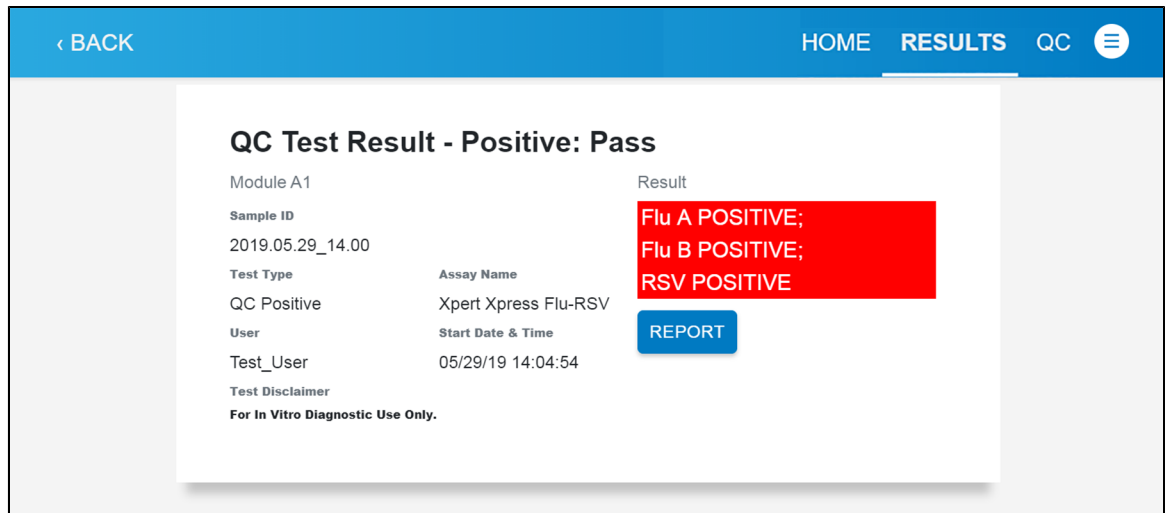 ‹ BACK
HOME RESULTS QC
QC Test Result - Positive: Pass
Module A1
Sample ID
2019.05.29_14.00
Test Type
QC Positive
Assay Name
Xpert Xpress Flu-RSV
User
Test_User
Start Date & Time
05/29/19 14:04:54
Test Disclaimer
For In Vitro Diagnostic Use Only.
Result
Flu A POSITIVE;
Flu B POSITIVE;
RSV POSITIVE
REPORT